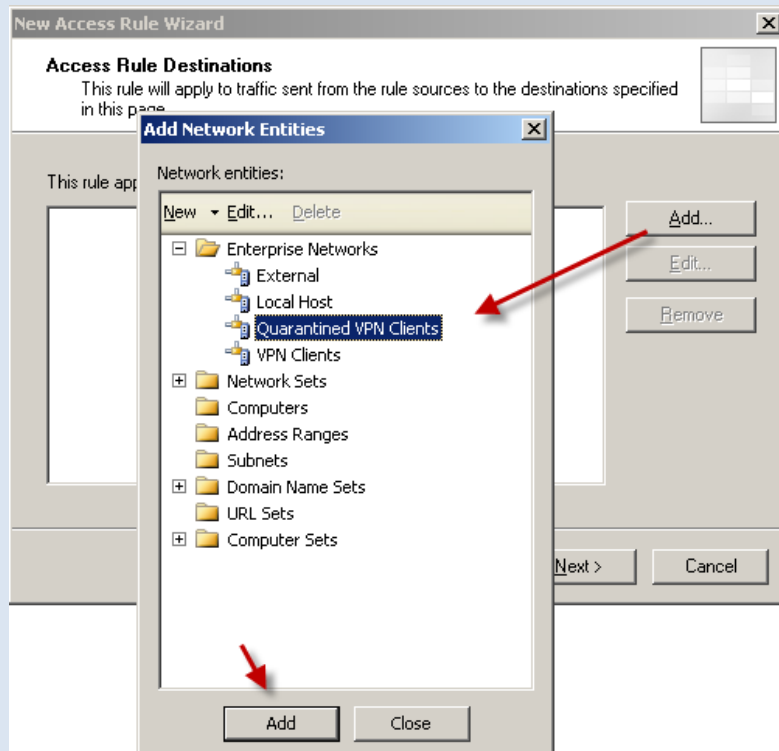 New Access Rule Wizard
Access Rule Destinations
This rule will apply to traffic sent from the rule sources to the destinations specified
in this page
Add Network Entities
Network entities:
This rule app
New Edit... Delete
Add...
Enterprise Networks
Edit...
External
Local Host
Remove
Quarantined VPN Clients
VPN Clients
Network Sets
Computers
Address Ranges
Subnets
Domain Name Sets
URL Sets
Computer Sets
Next >
Cancel
Add
Close